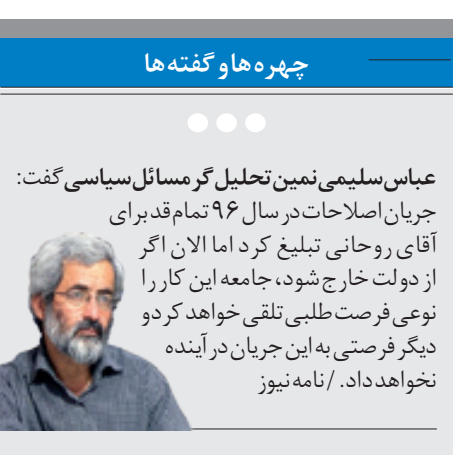 چهره‌ها و گفته‌ها
عباس سلیمی نمین تحلیل گر مسائل سیاسی گفت:
جریان اصلاحات در سال ۹۶ تمام قد برای
آقای روحانی تبلیغ کرد اما الان اگر
از دولت خارج شود، جامعه این کار را
نوعی فرصت طلبی تلقی خواهد کرد و
دیگر فرصتی به این جریان در آینده
نخواهد داد. / نامه نیوز